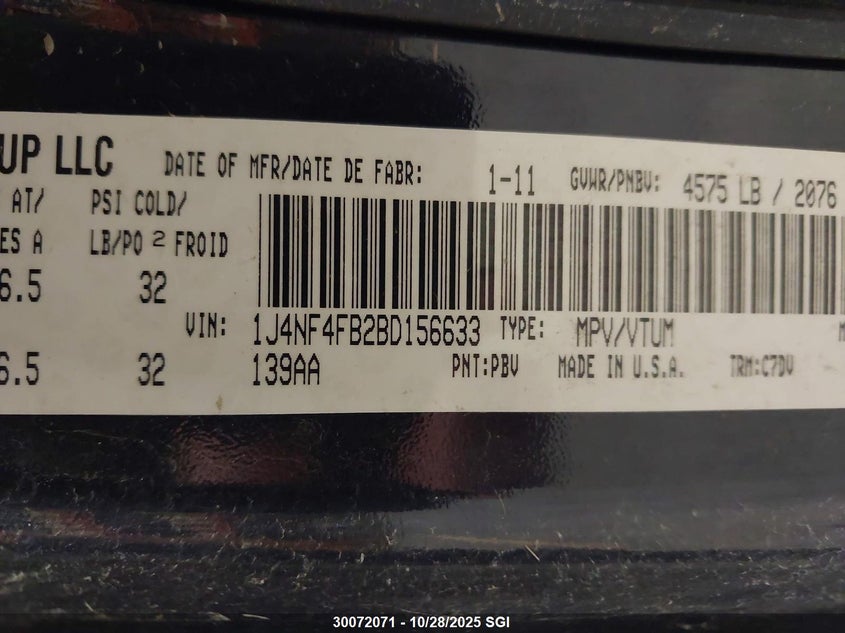 UP LLC DATE OF MFR/DATE DE FABR: 1-11 GVWR/PNBV: 4575 LB / 2076
AT/ PSI COLD/
ES A LB/PO 2 FROID
6.5 32
VIN: 1J4NF4FB2BD156633 TYPE: MPV/VTUM M
6.5 32 139AA PNT:PBV MADE IN U.S.A. TRM:C7DV
30072071 - 10/28/2025 SGI